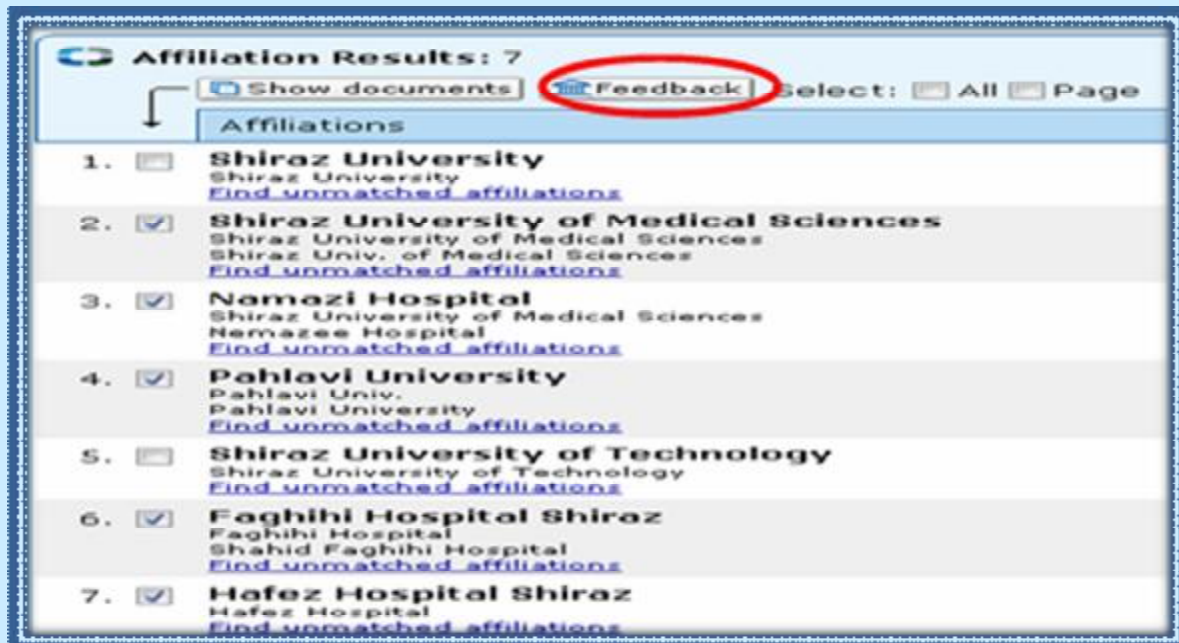 Affiliation Results: 7
Show documents Feedback Select: All Page
Affiliations
1. Shiraz University
Shiraz University
Find unmatched affiliations
2. Shiraz University of Medical Sciences
Shiraz University of Medical Sciences
Shiraz Univ. of Medical Sciences
Find unmatched affiliations
3. Namazi Hospital
Shiraz University of Medical Sciences
Nemazee Hospital
Find unmatched affiliations
4. Pahlavi University
Pahlavi Univ.
Pahlavi University
Find unmatched affiliations
5. Shiraz University of Technology
Shiraz University of Technology
Find unmatched affiliations
6. Faghihi Hospital Shiraz
Faghihi Hospital
Shahid Faghihi Hospital
Find unmatched affiliations
7. Hafez Hospital Shiraz
Hafez Hospital
Find unmatched affiliations